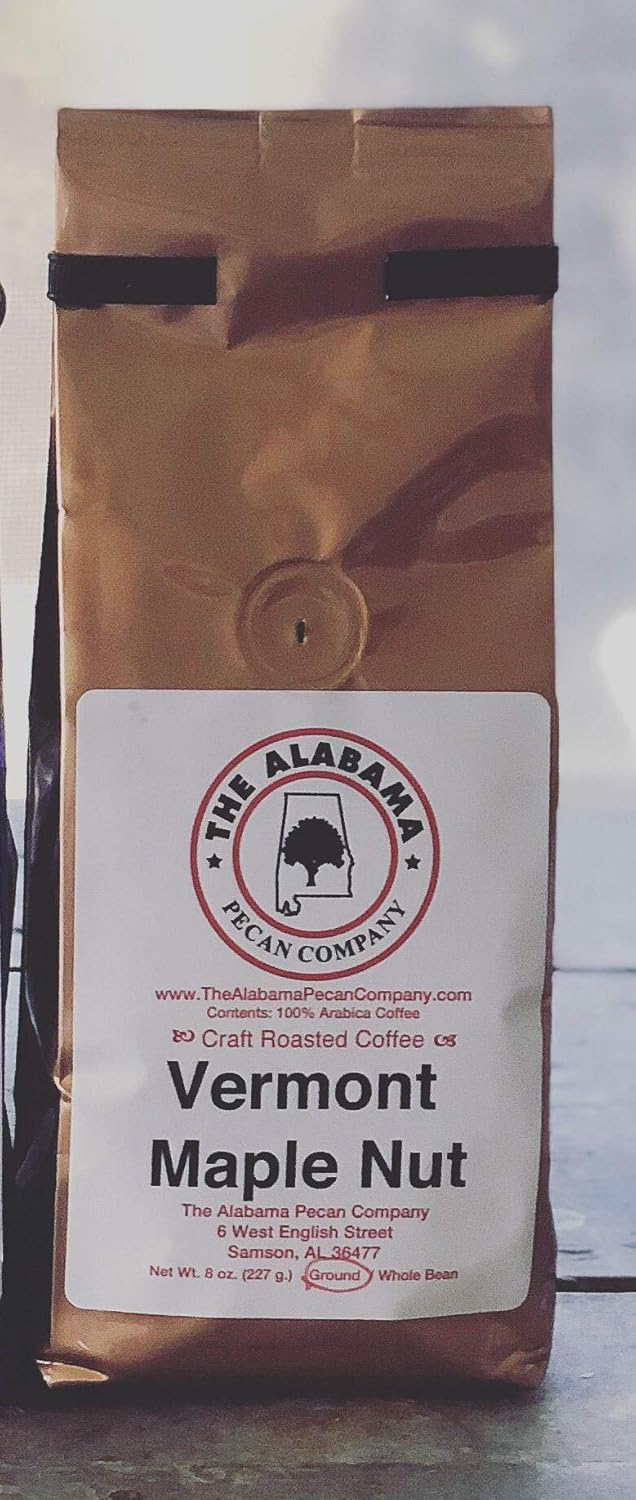 THE ALABAMA
PECAN COMPANY
www.TheAlabamaPecanCompany.com
Contents: 100% Arabica Coffee
Craft Roasted Coffee
Vermont
Maple Nut
The Alabama Pecan Company
6 West English Street
Samson, AL 36477
Net Wt. 8 oz. (227 g.) Ground / Whole Bean